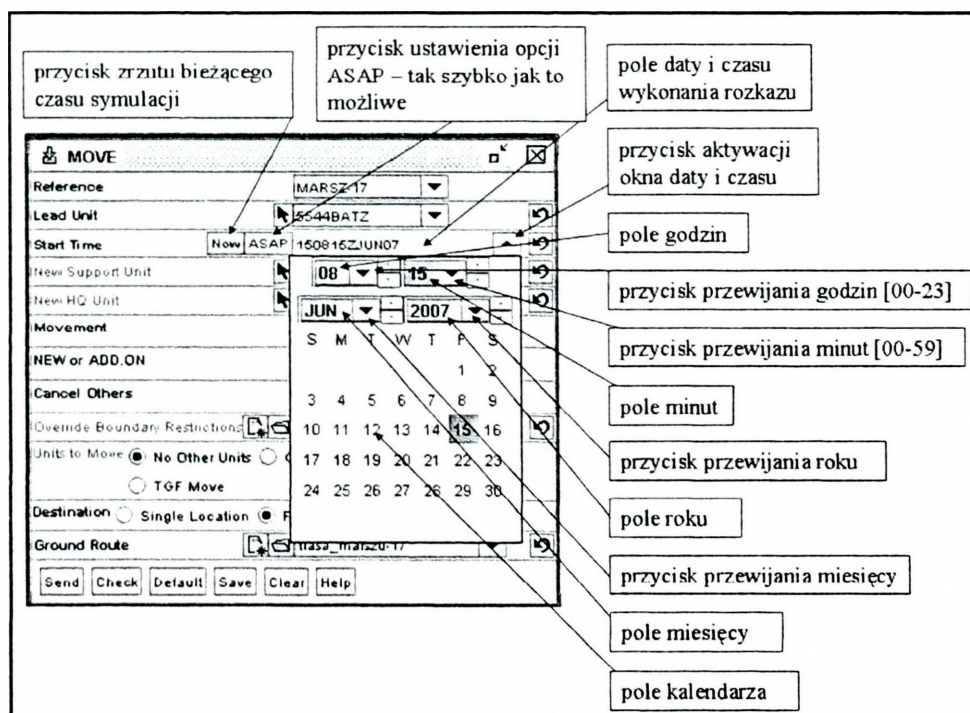 przycisk zrzutu bieżącego
czasu symulacji
przycisk ustawienia opcji
ASAP – tak szybko jak to
możliwe
pole daty i czasu
wykonania rozkazu
przycisk aktywacji
okna daty i czasu
pole godzin
przycisk przewijania godzin [00-23]
przycisk przewijania minut [00-59]
pole minut
przycisk przewijania roku
pole roku
przycisk przewijania miesięcy
pole miesięcy
pole kalendarza
MOVE
Reference MARSZ-17
Lead Unit 5544BATZ
Start Time Now ASAP 150815ZJUN07
New Support Unit 08 15
New HQ Unit JUN 2007
Movement S M T W T F S
NEW or ADD.ON 1 2
Cancel Others 3 4 5 6 7 8 9
Override Boundary Restrictions 10 11 12 13 14 15 16
Units to Move No Other Units 17 18 19 20 21 22 23
TGF Move 24 25 26 27 28 29 30
Destination Single Location
Ground Route
Send Check Default Save Clear Help